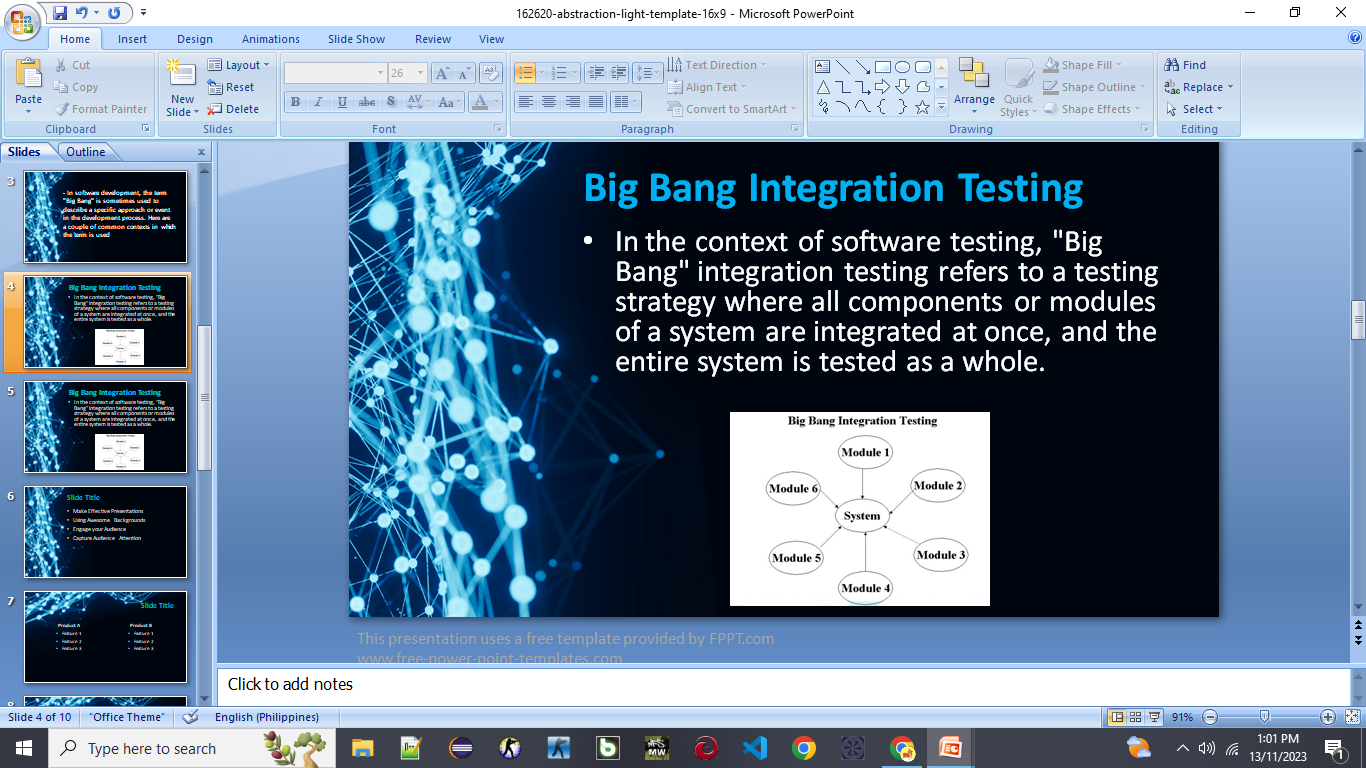 162620-abstraction-light-template-16x9 - Microsoft PowerPoint
Home Insert Design Animations Slide Show Review View
Paste
Cut
Copy
Format Painter
Clipboard
New
Slide
Layout
Reset
Delete
Slides
26
B I U abc S AV Aa A
Font
Text Direction
Align Text
Convert to SmartArt
Paragraph
Arrange
Quick
Styles
Shape Fill
Shape Outline
Shape Effects
Drawing
Find
Replace
Select
Editing
Slides Outline x
3
- In software development, the term
"Big Bang" is sometimes used to
describe a specific approach or event
in the development process. Here are
a couple of common contexts in which
the term is used
4
Big Bang Integration Testing
• In the context of software testing, "Big
Bang" integration testing refers to a testing
strategy where all components or modules
of a system are integrated at once, and the
entire system is tested as a whole.
5
Big Bang Integration Testing
• In the context of software testing, "Big
Bang" integration testing refers to a testing
strategy where all components or modules
of a system are integrated at once, and the
entire system is tested as a whole.
6
Slide Title
• Make Effective Presentations
• Using Awesome Backgrounds
• Engage your Audience
• Capture Audience Attention
7
Slide Title
Product A Product B
• Feature 1 • Feature 1
• Feature 2 • Feature 2
• Feature 3 • Feature 3
Big Bang Integration Testing
• In the context of software testing, "Big
Bang" integration testing refers to a testing
strategy where all components or modules
of a system are integrated at once, and the
entire system is tested as a whole.
Big Bang Integration Testing
Module 1
Module 6 Module 2
System
Module 5 Module 3
Module 4
This presentation uses a free template provided by FPPT.com
www.free-power-point-templates.com
Click to add notes
Slide 4 of 10 "Office Theme" English (Philippines) 91%
Type here to search
MW
1:01 PM
13/11/2023
1